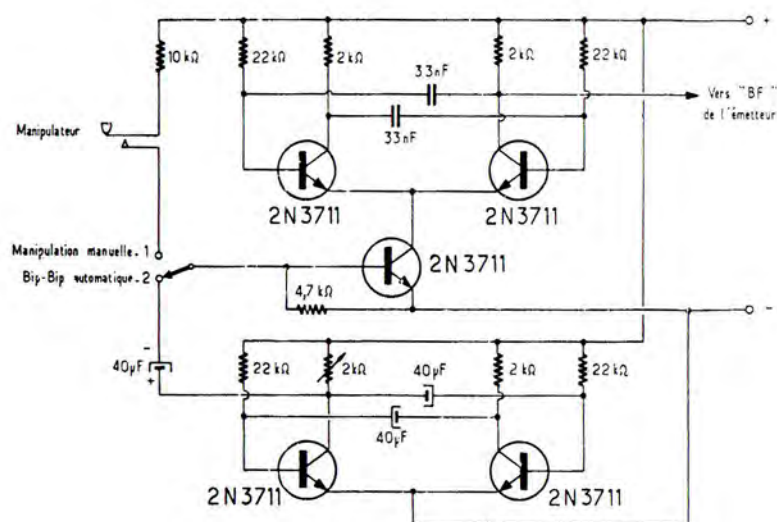 +
10 kΩ
22 kΩ
2 kΩ
2 kΩ
22 kΩ
33nF
Vers "BF"
de l'émetteur
33nF
Manipulateur
2N3711
2N3711
Manipulation manuelle. 1
Bip-Bip automatique. 2
2N3711
4,7 kΩ
-
-
40µF
+
22 kΩ
2 kΩ
40µF
2 kΩ
22 kΩ
40µF
2N3711
2N3711